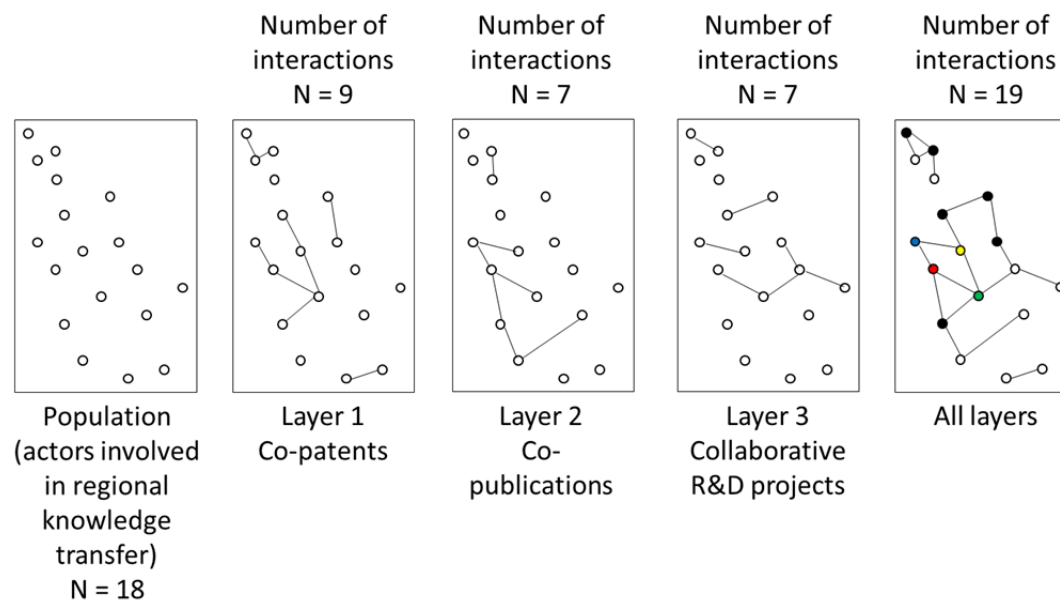 Number of
interactions
N = 9
Number of
interactions
N = 7
Number of
interactions
N = 7
Number of
interactions
N = 19
Population
(actors involved
in regional
knowledge
transfer)
N = 18
Layer 1
Co-patents
Layer 2
Co-
publications
Layer 3
Collaborative
R&D projects
All layers